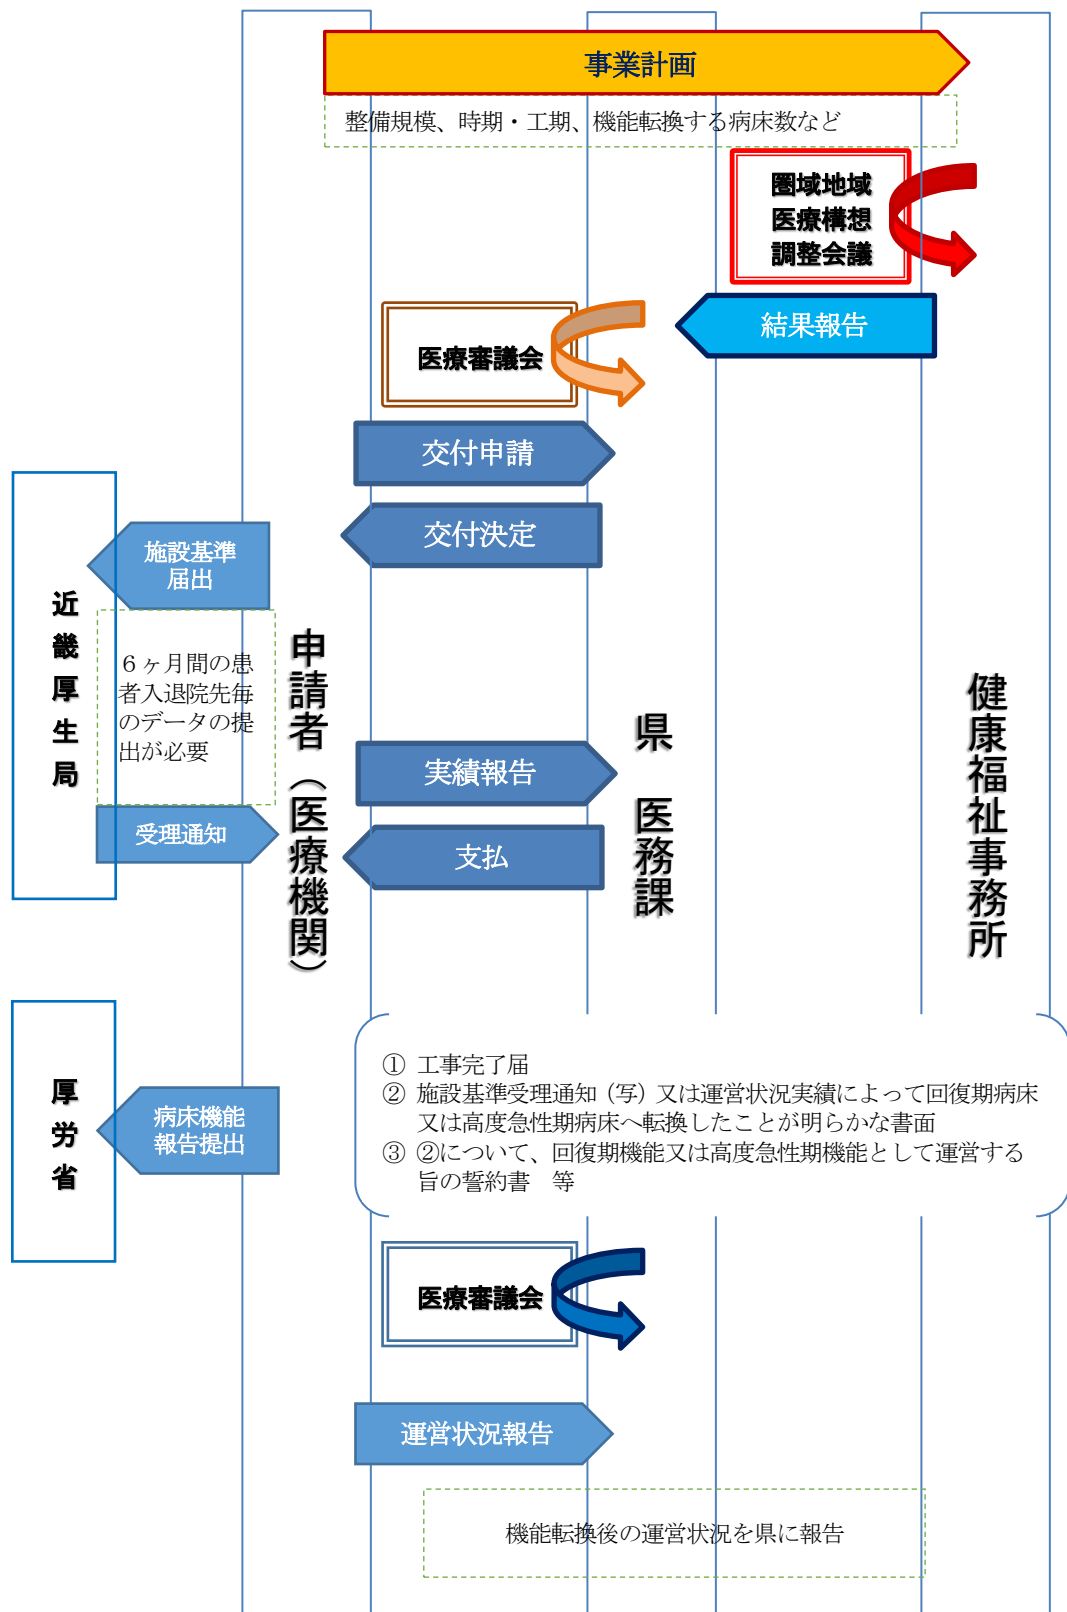 事業計画
整備規模、時期・工期、機能転換する病床数など
圏域地域
医療構想
調整会議
結果報告
医療審議会
交付申請
交付決定
施設基準
届出
近畿厚生局
６ヶ月間の患
者入退院先毎
のデータの提
出が必要
受理通知
申請者（医療機関）
実績報告
支払
県　医務課
健康福祉事務所
厚労省
病床機能
報告提出
① 工事完了届
② 施設基準受理通知（写）又は運営状況実績によって回復期病床
又は高度急性期病床へ転換したことが明らかな書面
③ ②について、回復期機能又は高度急性期機能として運営する
旨の誓約書　等
医療審議会
運営状況報告
機能転換後の運営状況を県に報告